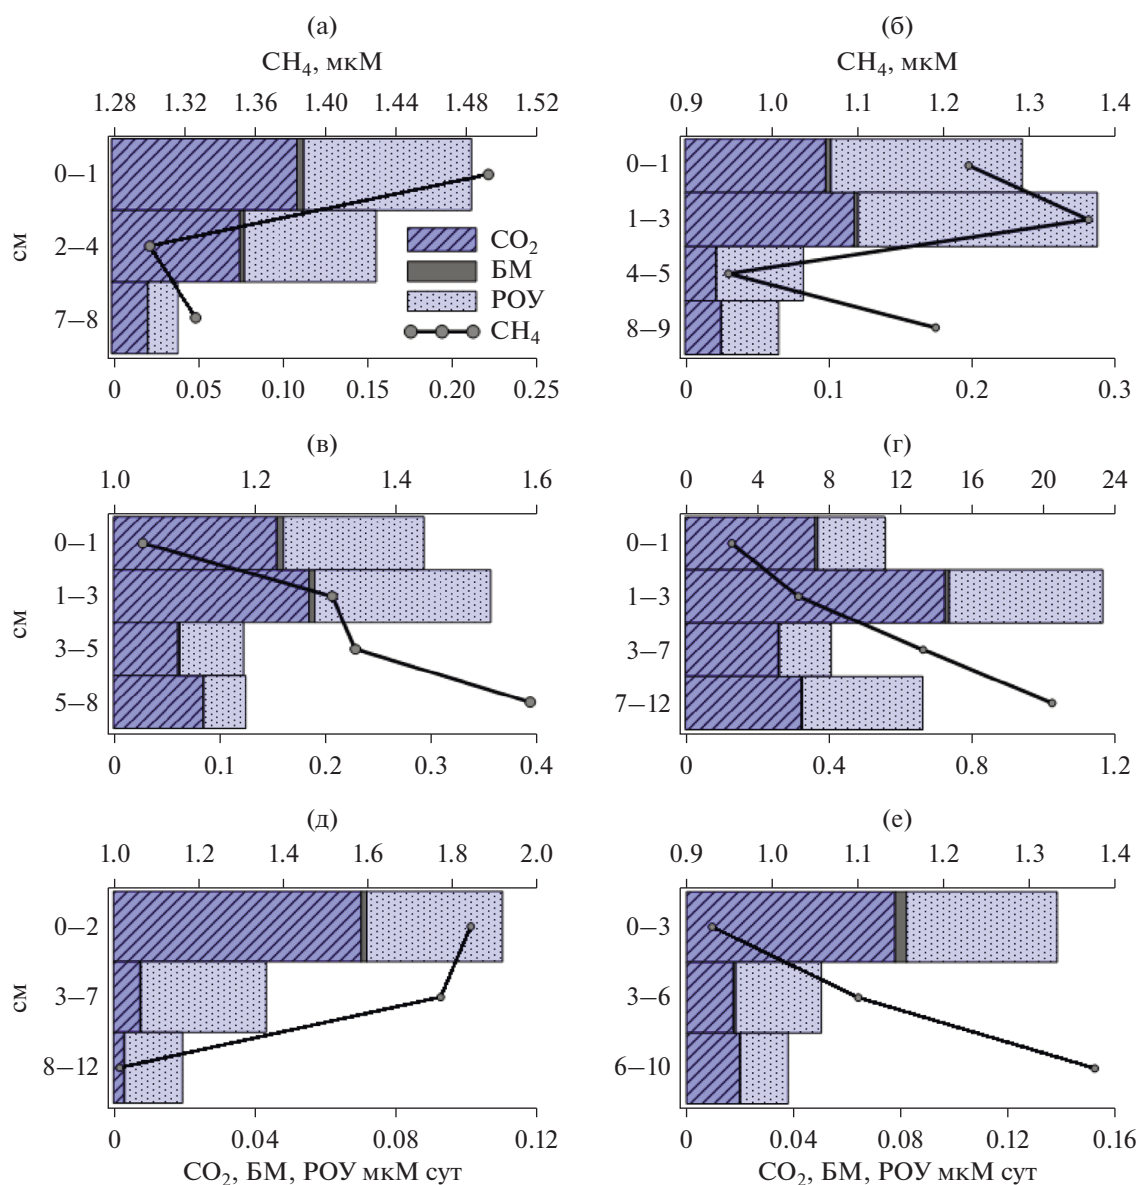 (а)
CH₄, мкМ
1.28 1.32 1.36 1.40 1.44 1.48 1.52
0–1
2–4
7–8
см
CO₂
БМ
РОУ
CH₄
0 0.05 0.10 0.15 0.20 0.25
(б)
CH₄, мкМ
0.9 1.0 1.1 1.2 1.3 1.4
0–1
1–3
4–5
8–9
0 0.1 0.2 0.3
(в)
1.0 1.2 1.4 1.6
0–1
1–3
3–5
5–8
см
0 0.1 0.2 0.3 0.4
(г)
0 4 8 12 16 20 24
0–1
1–3
3–7
7–12
0 0.4 0.8 1.2
(д)
1.0 1.2 1.4 1.6 1.8 2.0
0–2
3–7
8–12
см
0 0.04 0.08 0.12
CO₂, БМ, РОУ мкМ сут
(е)
0.9 1.0 1.1 1.2 1.3 1.4
0–3
3–6
6–10
0 0.04 0.08 0.12 0.16
CO₂, БМ, РОУ мкМ сут